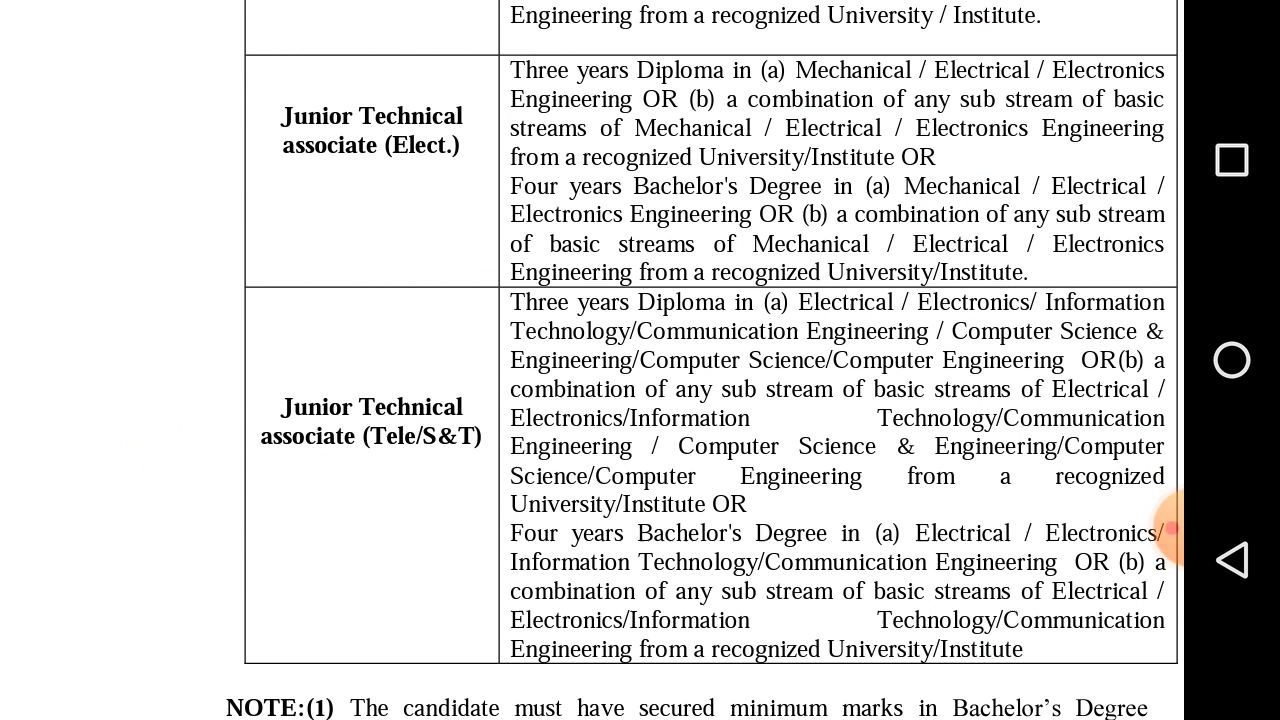 Engineering from a recognized University / Institute.
Junior Technical
associate (Elect.)
Three years Diploma in (a) Mechanical / Electrical / Electronics
Engineering OR (b) a combination of any sub stream of basic
streams of Mechanical / Electrical / Electronics Engineering
from a recognized University/Institute OR
Four years Bachelor's Degree in (a) Mechanical / Electrical /
Electronics Engineering OR (b) a combination of any sub stream
of basic streams of Mechanical / Electrical / Electronics
Engineering from a recognized University/Institute.
Junior Technical
associate (Tele/S&T)
Three years Diploma in (a) Electrical / Electronics/ Information
Technology/Communication Engineering / Computer Science &
Engineering/Computer Science/Computer Engineering OR(b) a
combination of any sub stream of basic streams of Electrical /
Electronics/Information Technology/Communication
Engineering / Computer Science & Engineering/Computer
Science/Computer Engineering from a recognized
University/Institute OR
Four years Bachelor's Degree in (a) Electrical / Electronics/
Information Technology/Communication Engineering OR (b) a
combination of any sub stream of basic streams of Electrical /
Electronics/Information Technology/Communication
Engineering from a recognized University/Institute
NOTE:(1) The candidate must have secured minimum marks in Bachelor’s Degree